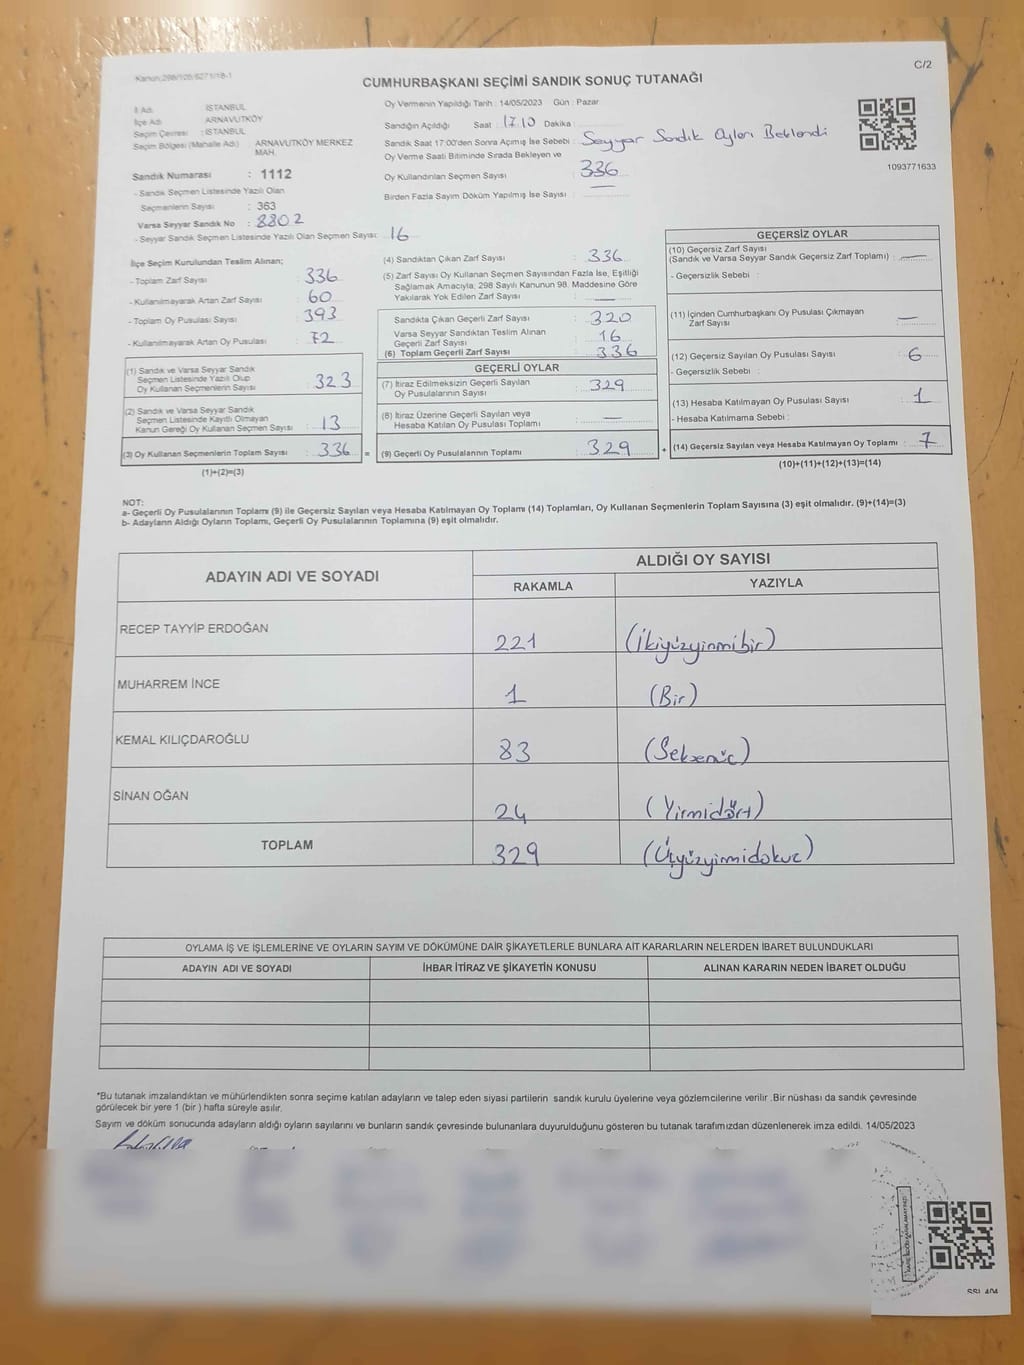 Kanun:298/105;6271/18-1
C/2
CUMHURBAŞKANI SEÇİMİ SANDIK SONUÇ TUTANAĞI
İl Adı : İSTANBUL
İlçe Adı : ARNAVUTKÖY
Seçim Çevresi : İSTANBUL
Seçim Bölgesi (Mahalle Adı) : ARNAVUTKÖY MERKEZ MAH.
Sandık Numarası : 1112
- Sandık Seçmen Listesinde Yazılı Olan
Seçmenlerin Sayısı : 363
Varsa Seyyar Sandık No : 8802
- Seyyar Sandık Seçmen Listesinde Yazılı Olan Seçmen Sayısı: 16
Oy Vermenin Yapıldığı Tarih : 14/05/2023 Gün : Pazar
Sandığın Açıldığı Saat : 17.10 Dakika :
Sandık Saat 17:00'den Sonra Açılmış İse Sebebi : Seyyar Sandık Oyları Beklendi
Oy Verme Saati Bitiminde Sırada Bekleyen ve
Oy Kullandırılan Seçmen Sayısı : 336
Birden Fazla Sayım Döküm Yapılmış İse Sayısı : —
1093771633
İlçe Seçim Kurulundan Teslim Alınan;
- Toplam Zarf Sayısı : 336
- Kullanılmayarak Artan Zarf Sayısı : 60
- Toplam Oy Pusulası Sayısı : 393
- Kullanılmayarak Artan Oy Pusulası : 72
(1) Sandık ve Varsa Seyyar Sandık
Seçmen Listesinde Yazılı Olup
Oy Kullanan Seçmenlerin Sayısı : 323
(2) Sandık ve Varsa Seyyar Sandık
Seçmen Listesinde Kayıtlı Olmayan
Kanun Gereği Oy Kullanan Seçmen Sayısı : 13
(3) Oy Kullanan Seçmenlerin Toplam Sayısı : 336 =
(1)+(2)=(3)
(4) Sandıktan Çıkan Zarf Sayısı : 336
(5) Zarf Sayısı Oy Kullanan Seçmen Sayısından Fazla İse, Eşitliği
Sağlamak Amacıyla, 298 Sayılı Kanunun 98. Maddesine Göre
Yakılarak Yok Edilen Zarf Sayısı : —
Sandıkta Çıkan Geçerli Zarf Sayısı : 320
Varsa Seyyar Sandıktan Teslim Alınan
Geçerli Zarf Sayısı : 16
(6) Toplam Geçerli Zarf Sayısı : 336
GEÇERLİ OYLAR
(7) İtiraz Edilmeksizin Geçerli Sayılan
Oy Pusulasının Sayısı : 329
(8) İtiraz Üzerine Geçerli Sayılan veya
Hesaba Katılan Oy Pusulası Toplamı : —
(9) Geçerli Oy Pusulalarının Toplamı : 329 +
GEÇERSİZ OYLAR
(10) Geçersiz Zarf Sayısı
(Sandık ve Varsa Seyyar Sandık Geçersiz Zarf Toplamı) : —
- Geçersizlik Sebebi :
(11) İçinden Cumhurbaşkanı Oy Pusulası Çıkmayan
Zarf Sayısı : —
(12) Geçersiz Sayılan Oy Pusulası Sayısı : 6
- Geçersizlik Sebebi :
(13) Hesaba Katılmayan Oy Pusulası Sayısı : 1
- Hesaba Katılmama Sebebi :
(14) Geçersiz Sayılan veya Hesaba Katılmayan Oy Toplamı : 7
(10)+(11)+(12)+(13)=(14)
NOT:
a- Geçerli Oy Pusulalarının Toplamı (9) ile Geçersiz Sayılan veya Hesaba Katılmayan Oy Toplamı (14) Toplamları, Oy Kullanan Seçmenlerin Toplam Sayısına (3) eşit olmalıdır. (9)+(14)=(3)
b- Adayların Aldığı Oyların Toplamı, Geçerli Oy Pusulalarının Toplamına (9) eşit olmalıdır.
ADAYIN ADI VE SOYADI ALDIĞI OY SAYISI
RAKAMLA YAZIYLA
RECEP TAYYİP ERDOĞAN 221 (İkiyüzyirmibir)
MUHARREM İNCE 1 (Bir)
KEMAL KILIÇDAROĞLU 83 (Seksenüç)
SİNAN OĞAN 24 (Yirmidört)
TOPLAM 329 (Üçyüzyirmidokuz)
OYLAMA İŞ VE İŞLEMLERİNE VE OYLARIN SAYIM VE DÖKÜMÜNE DAİR ŞİKAYETLERLE BUNLARA AİT KARARLARIN NELERDEN İBARET BULUNDUKLARI
ADAYIN ADI VE SOYADI İHBAR İTİRAZ VE ŞİKAYETİN KONUSU ALINAN KARARIN NEDEN İBARET OLDUĞU
*Bu tutanak imzalandıktan ve mühürlendikten sonra seçime katılan adayların ve talep eden siyasi partilerin sandık kurulu üyelerine veya gözlemcilerine verilir .Bir nüshası da sandık çevresinde
görülecek bir yere 1 (bir ) hafta süreyle asılır.
Sayım ve döküm sonucunda adayların aldığı oyların sayılarını ve bunların sandık çevresinde bulunanlara duyurulduğunu gösteren bu tutanak tarafımızdan düzenlenerek imza edildi. 14/05/2023